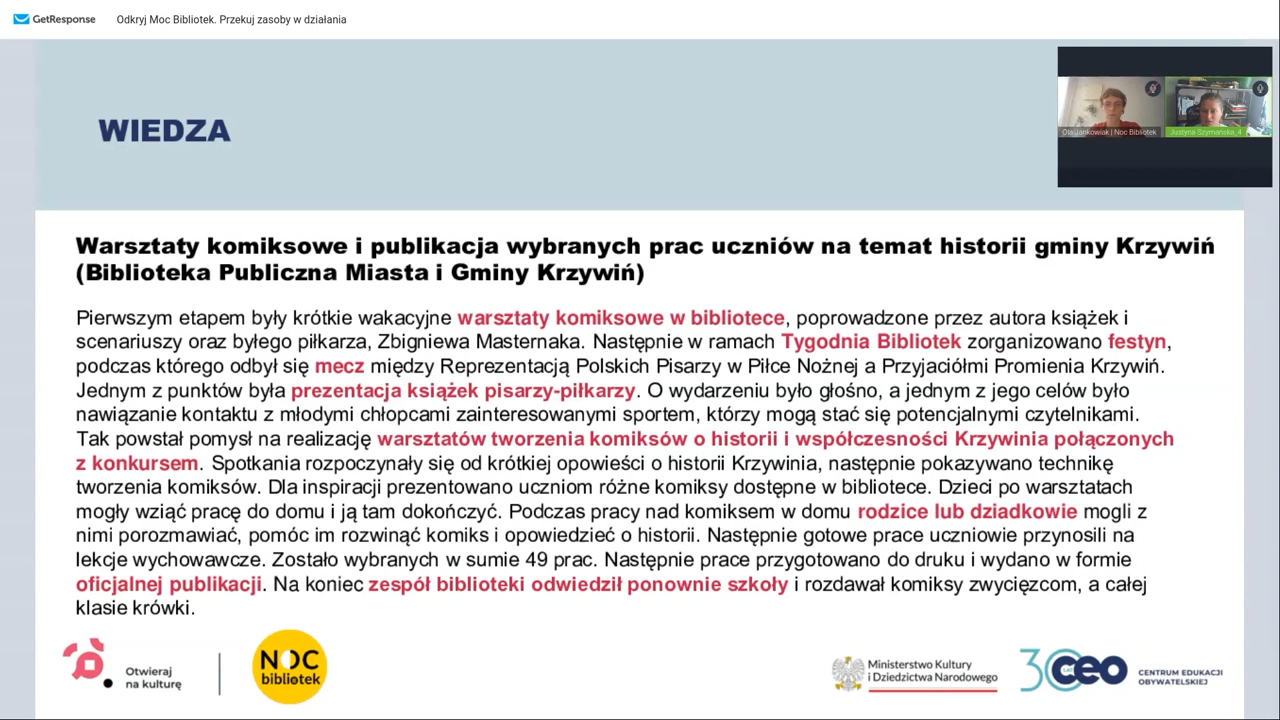 GetResponse Odkryj Moc Bibliotek. Przekuj zasoby w działania
Ola Jankowiak | Noc Bibliotek
Justyna Szymańska_4
WIEDZA
Warsztaty komiksowe i publikacja wybranych prac uczniów na temat historii gminy Krzywiń
(Biblioteka Publiczna Miasta i Gminy Krzywiń)
Pierwszym etapem były krótkie wakacyjne warsztaty komiksowe w bibliotece, poprowadzone przez autora książek i
scenariuszy oraz byłego piłkarza, Zbigniewa Masternaka. Następnie w ramach Tygodnia Bibliotek zorganizowano festyn,
podczas którego odbył się mecz między Reprezentacją Polskich Pisarzy w Piłce Nożnej a Przyjaciółmi Promienia Krzywiń.
Jednym z punktów była prezentacja książek pisarzy-piłkarzy. O wydarzeniu było głośno, a jednym z jego celów było
nawiązanie kontaktu z młodymi chłopcami zainteresowanymi sportem, którzy mogą stać się potencjalnymi czytelnikami.
Tak powstał pomysł na realizację warsztatów tworzenia komiksów o historii i współczesności Krzywinia połączonych
z konkursem. Spotkania rozpoczynały się od krótkiej opowieści o historii Krzywinia, następnie pokazywano technikę
tworzenia komiksów. Dla inspiracji prezentowano uczniom różne komiksy dostępne w bibliotece. Dzieci po warsztatach
mogły wziąć pracę do domu i ją tam dokończyć. Podczas pracy nad komiksem w domu rodzice lub dziadkowie mogli z
nimi porozmawiać, pomóc im rozwinąć komiks i opowiedzieć o historii. Następnie gotowe prace uczniowie przynosili na
lekcje wychowawcze. Zostało wybranych w sumie 49 prac. Następnie prace przygotowano do druku i wydano w formie
oficjalnej publikacji. Na koniec zespół biblioteki odwiedził ponownie szkoły i rozdawał komiksy zwycięzcom, a całej
klasie krówki.
Otwieraj
na kulturę
NOC
bibliotek
Ministerstwo Kultury
i Dziedzictwa Narodowego
30 ceo
CENTRUM EDUKACJI
OBYWATELSKIEJ